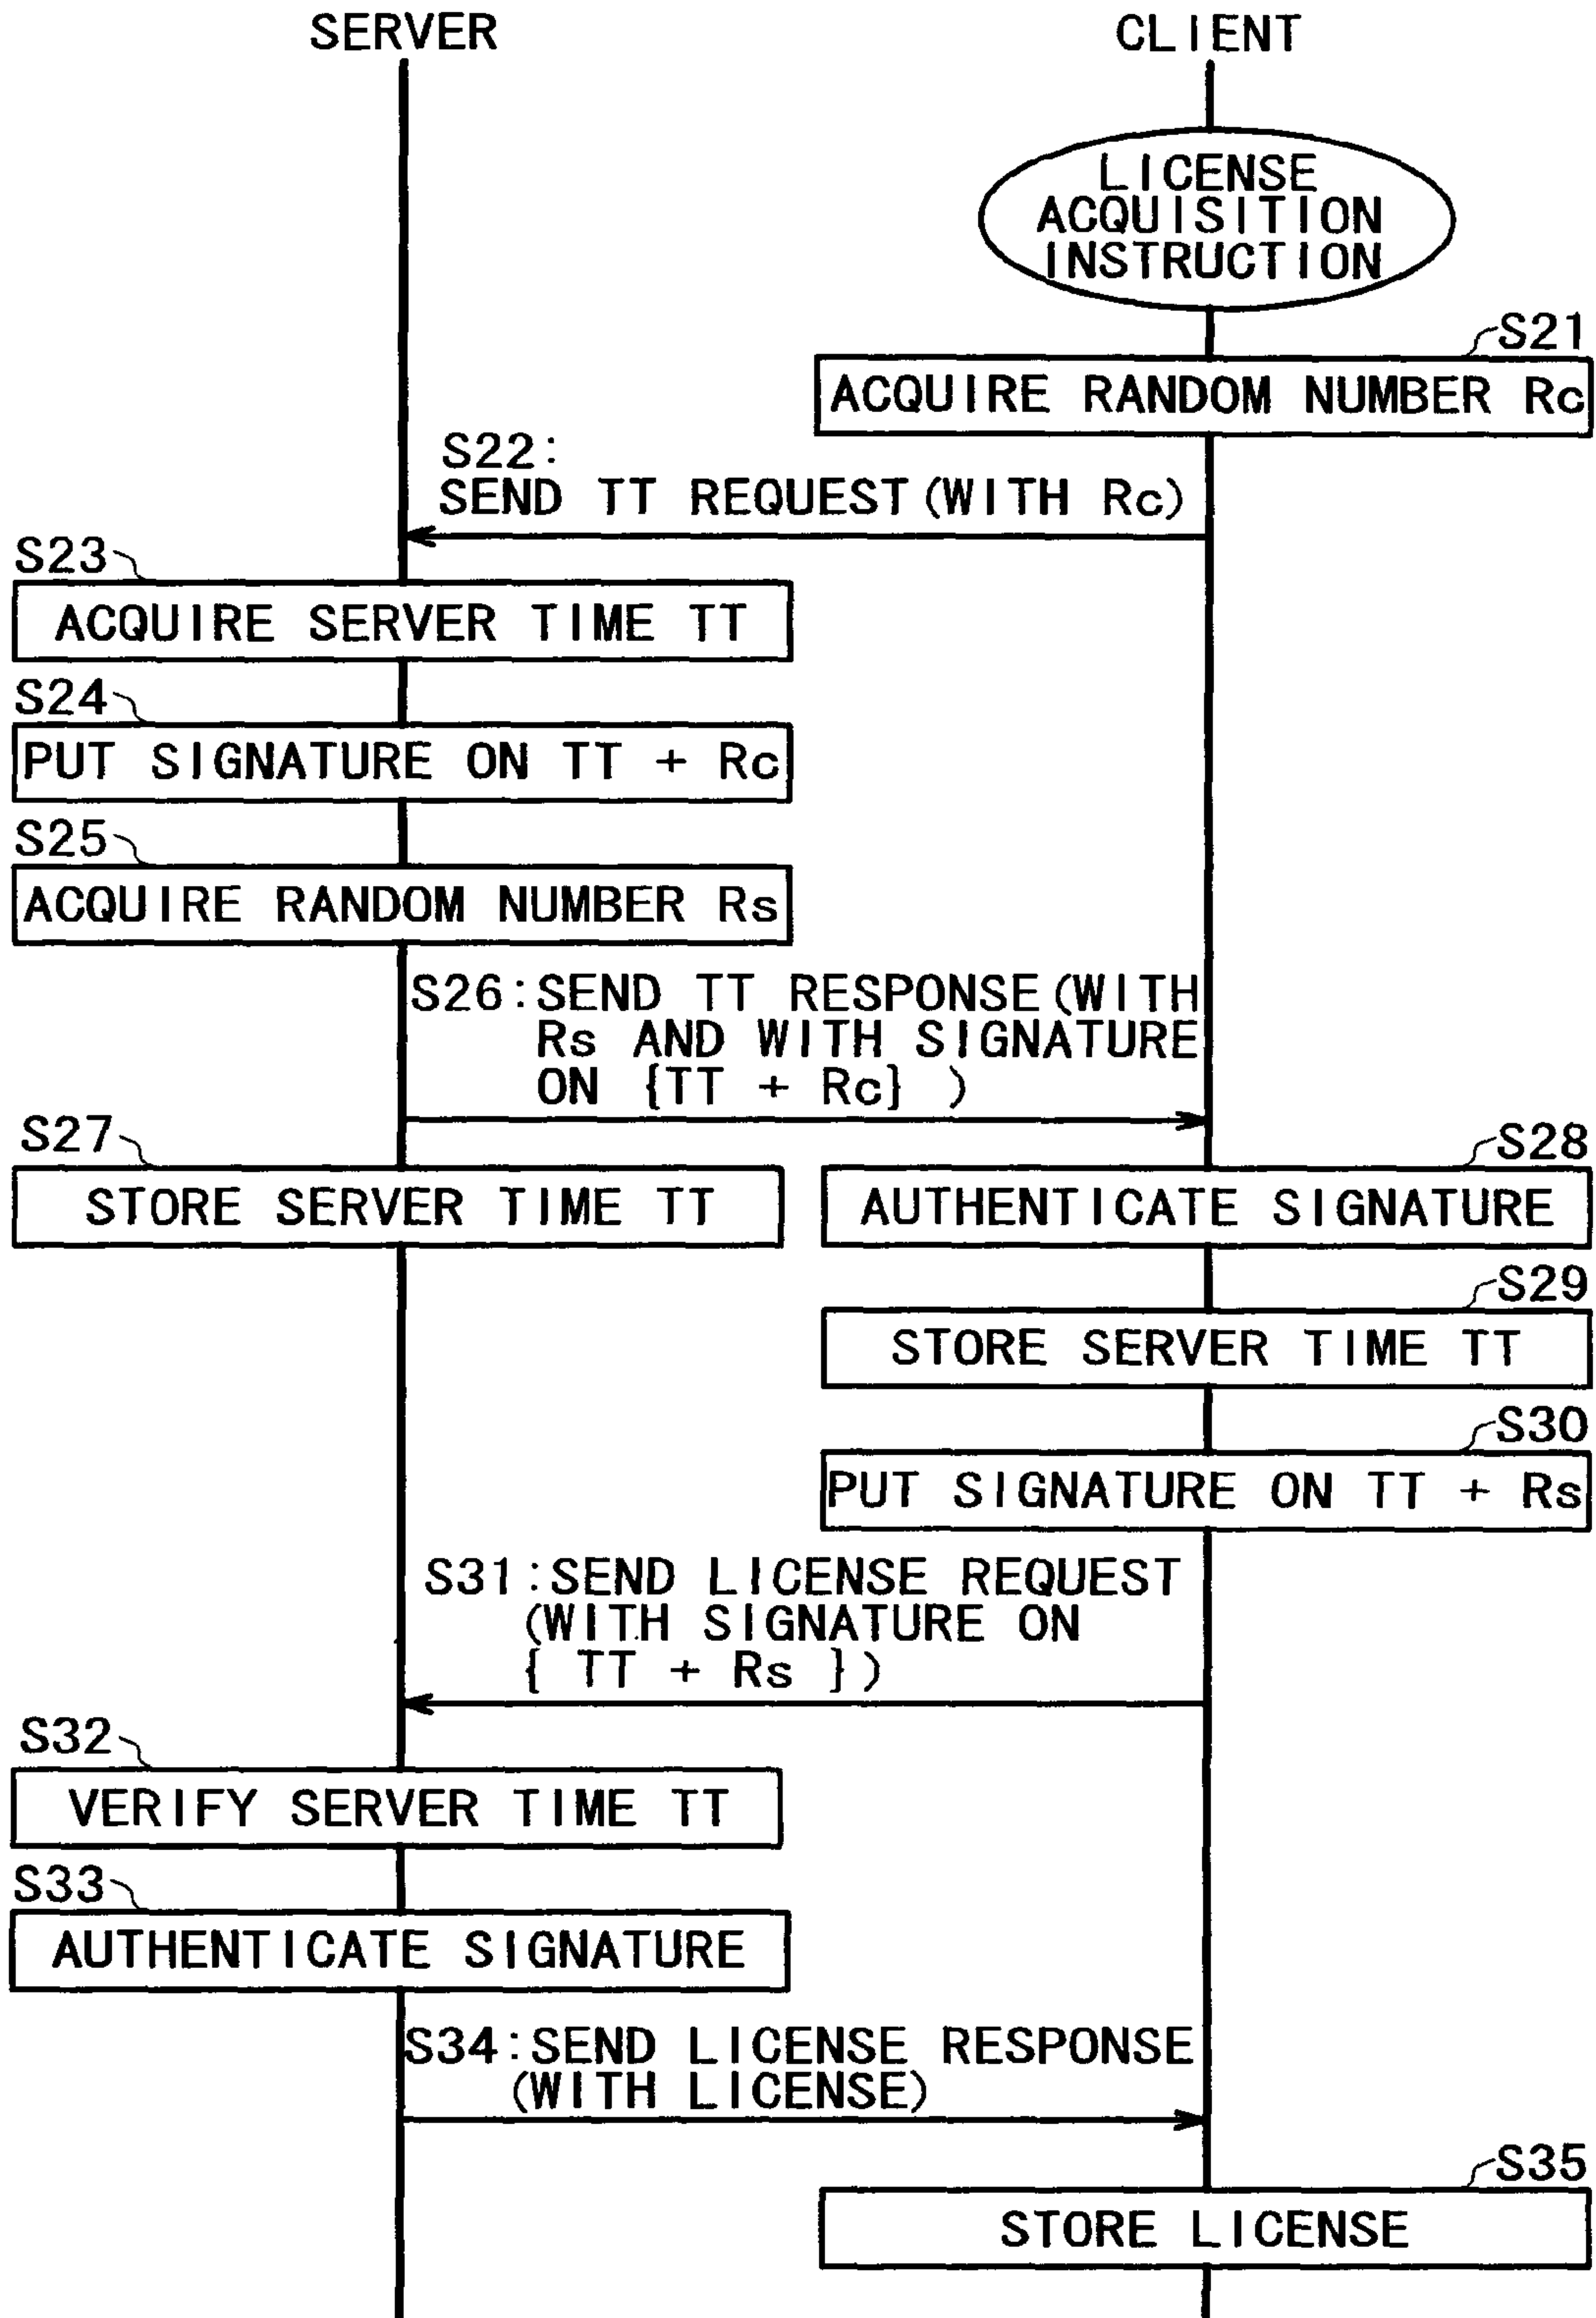 SERVER
CLIENT
LICENSE
ACQUISITION
INSTRUCTION
S21
ACQUIRE RANDOM NUMBER Rc
S22:
SEND TT REQUEST (WITH Rc)
S23
ACQUIRE SERVER TIME TT
S24
PUT SIGNATURE ON TT + Rc
S25
ACQUIRE RANDOM NUMBER Rs
S26:SEND TT RESPONSE (WITH
Rs AND WITH SIGNATURE
ON {TT + Rc} )
S27
STORE SERVER TIME TT
S28
AUTHENTICATE SIGNATURE
S29
STORE SERVER TIME TT
S30
PUT SIGNATURE ON TT + Rs
S31:SEND LICENSE REQUEST
(WITH SIGNATURE ON
{ TT + Rs })
S32
VERIFY SERVER TIME TT
S33
AUTHENTICATE SIGNATURE
S34:SEND LICENSE RESPONSE
(WITH LICENSE)
S35
STORE LICENSE